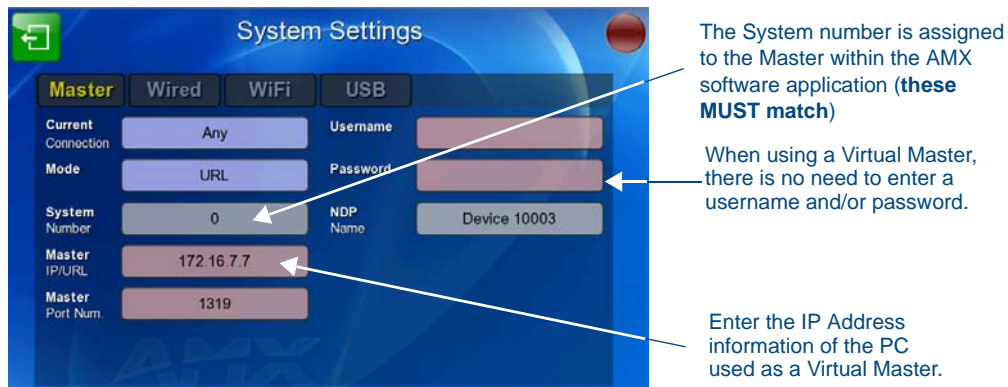 System Settings
Master Wired WiFi USB
Current
Connection
Any
Username
Mode
URL
Password
System
Number
0
NDP
Name
Device 10003
Master
IP/URL
172.16.7.7
Master
Port Num.
1319
AMX
The System number is assigned
to the Master within the AMX
software application (these
MUST match)
When using a Virtual Master,
there is no need to enter a
username and/or password.
Enter the IP Address
information of the PC
used as a Virtual Master.